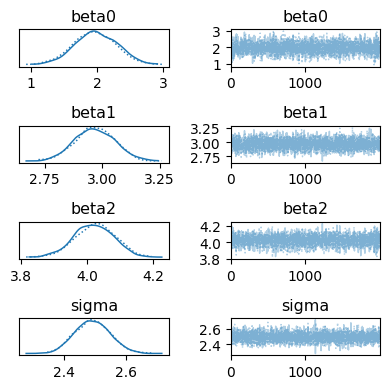 beta0 beta0
3
2
1
1 2 3 0 1000
beta1 beta1
3.25
3.00
2.75
2.75 3.00 3.25 0 1000
beta2 beta2
4.2
4.0
3.8
3.8 4.0 4.2 0 1000
sigma sigma
2.6
2.4
2.4 2.6 0 1000